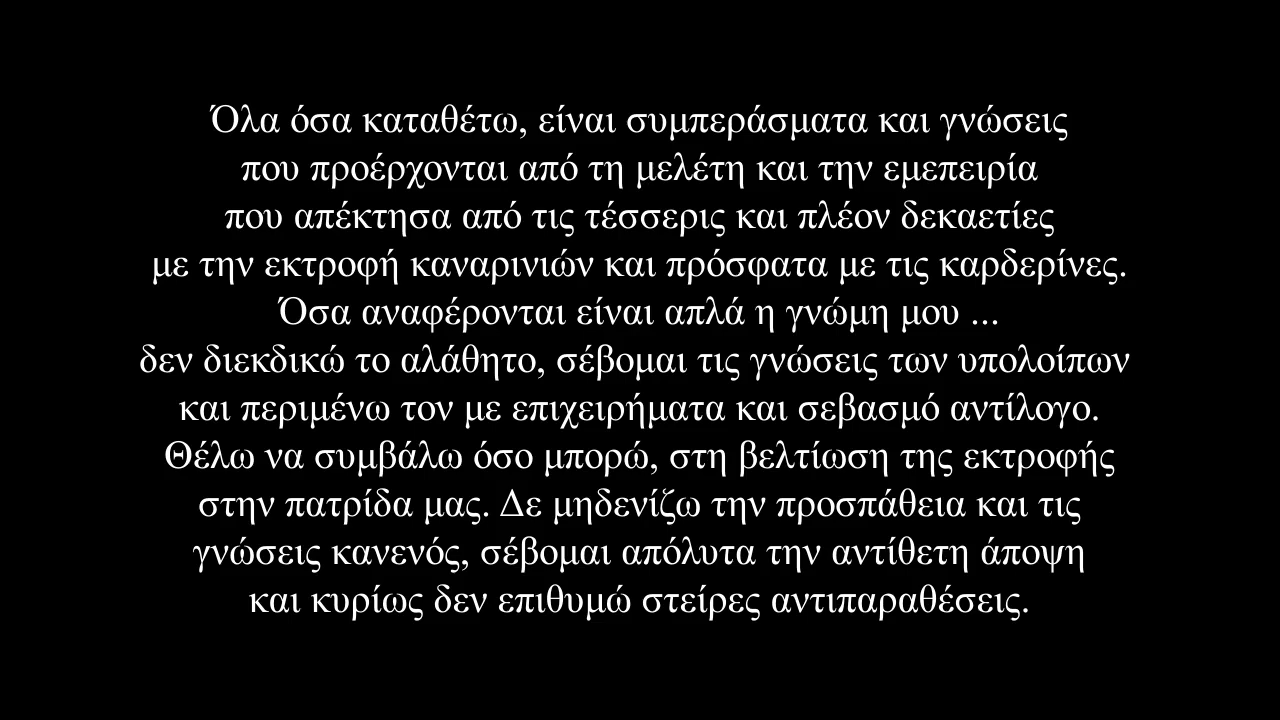 Όλα όσα καταθέτω, είναι συμπεράσματα και γνώσεις
που προέρχονται από τη μελέτη και την εμεπειρία
που απέκτησα από τις τέσσερις και πλέον δεκαετίες
με την εκτροφή καναρινιών και πρόσφατα με τις καρδερίνες.
Όσα αναφέρονται είναι απλά η γνώμη μου ...
δεν διεκδικώ το αλάθητο, σέβομαι τις γνώσεις των υπολοίπων
και περιμένω τον με επιχειρήματα και σεβασμό αντίλογο.
Θέλω να συμβάλω όσο μπορώ, στη βελτίωση της εκτροφής
στην πατρίδα μας. Δε μηδενίζω την προσπάθεια και τις
γνώσεις κανενός, σέβομαι απόλυτα την αντίθετη άποψη
και κυρίως δεν επιθυμώ στείρες αντιπαραθέσεις.